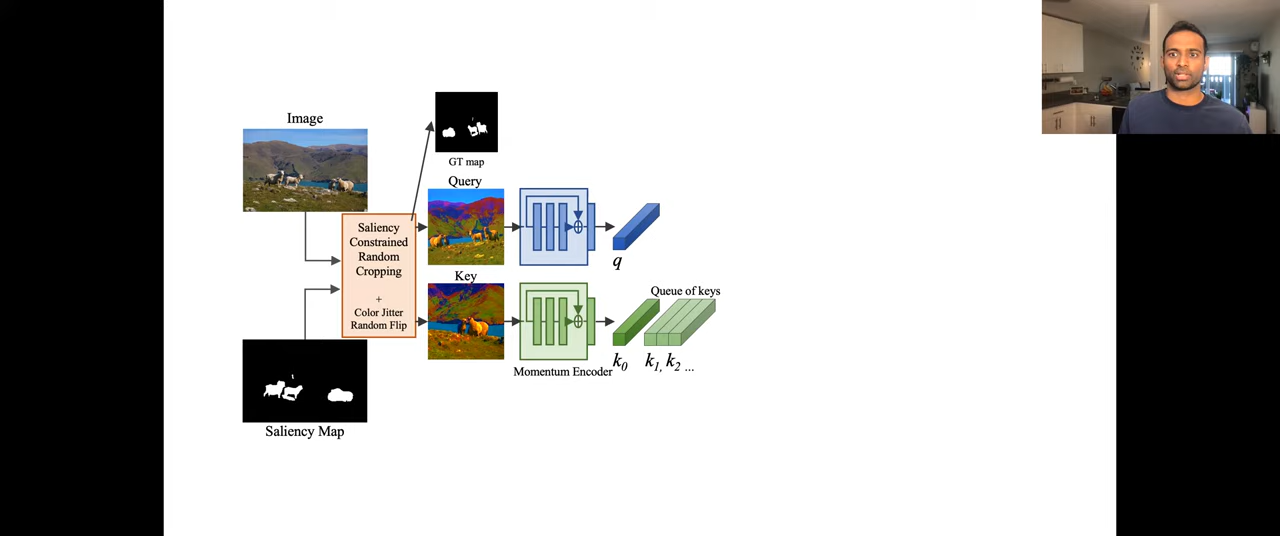 Image
GT map
Query
Saliency
Constrained
Random
Cropping
+
Color Jitter
Random Flip
q
Key
Queue of keys
Momentum Encoder
k0
k1, k2 ...
Saliency Map